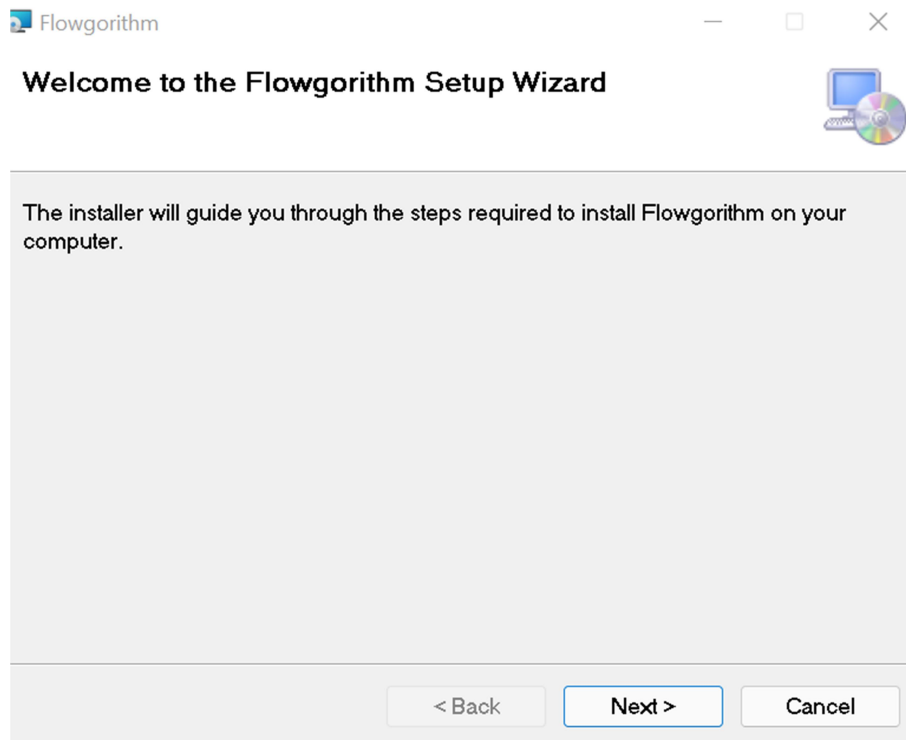 Flowgorithm
Welcome to the Flowgorithm Setup Wizard
The installer will guide you through the steps required to install Flowgorithm on your
computer.
< Back
Next >
Cancel